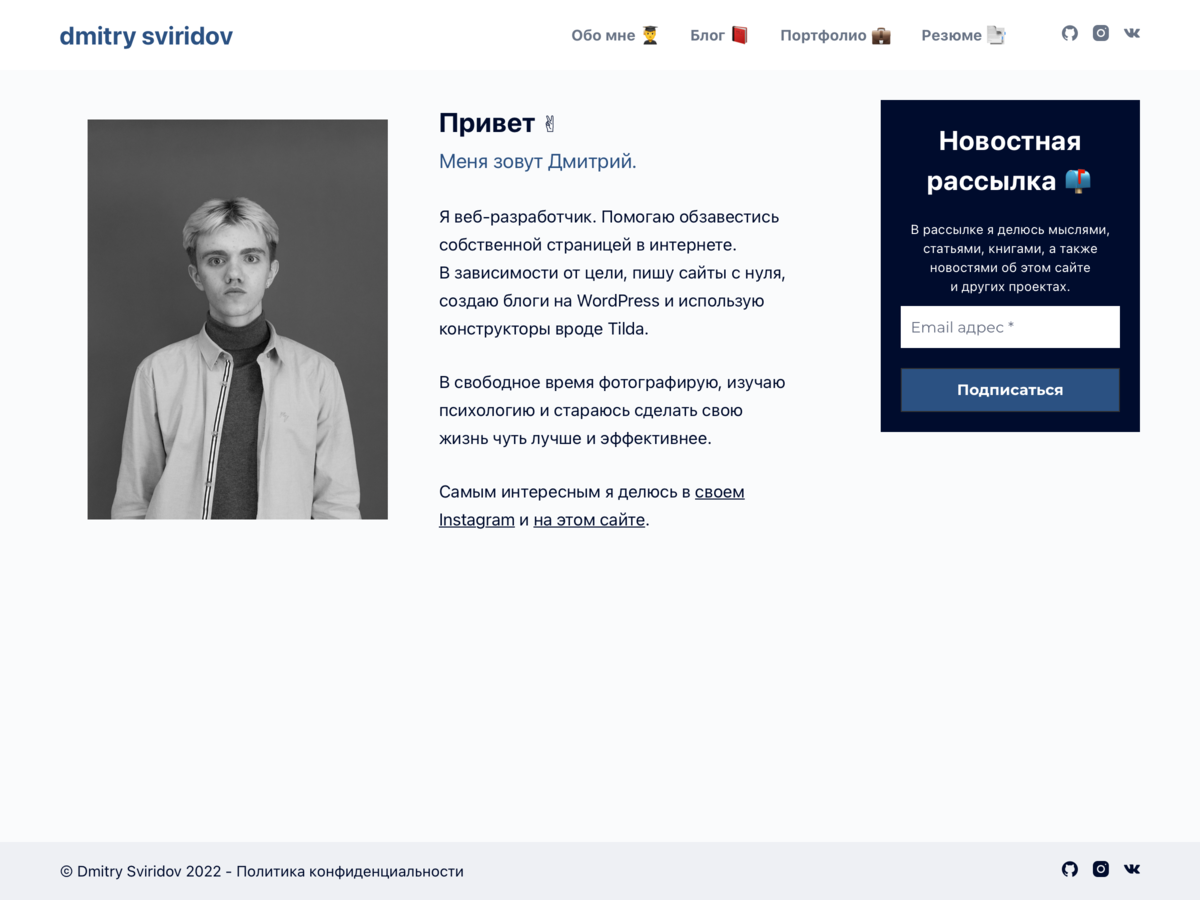 dmitry sviridov
Обо мне 👨‍🎓 Блог 📕 Портфолио 💼 Резюме 📑
Привет ✌
Меня зовут Дмитрий.
Я веб-разработчик. Помогаю обзавестись
собственной страницей в интернете.
В зависимости от цели, пишу сайты с нуля,
создаю блоги на WordPress и использую
конструкторы вроде Tilda.
В свободное время фотографирую, изучаю
психологию и стараюсь сделать свою
жизнь чуть лучше и эффективнее.
Самым интересным я делюсь в своем
Instagram и на этом сайте.
Новостная
рассылка 📫
В рассылке я делюсь мыслями,
статьями, книгами, а также
новостями об этом сайте
и других проектах.
Email адрес *
Подписаться
© Dmitry Sviridov 2022 - Политика конфиденциальности